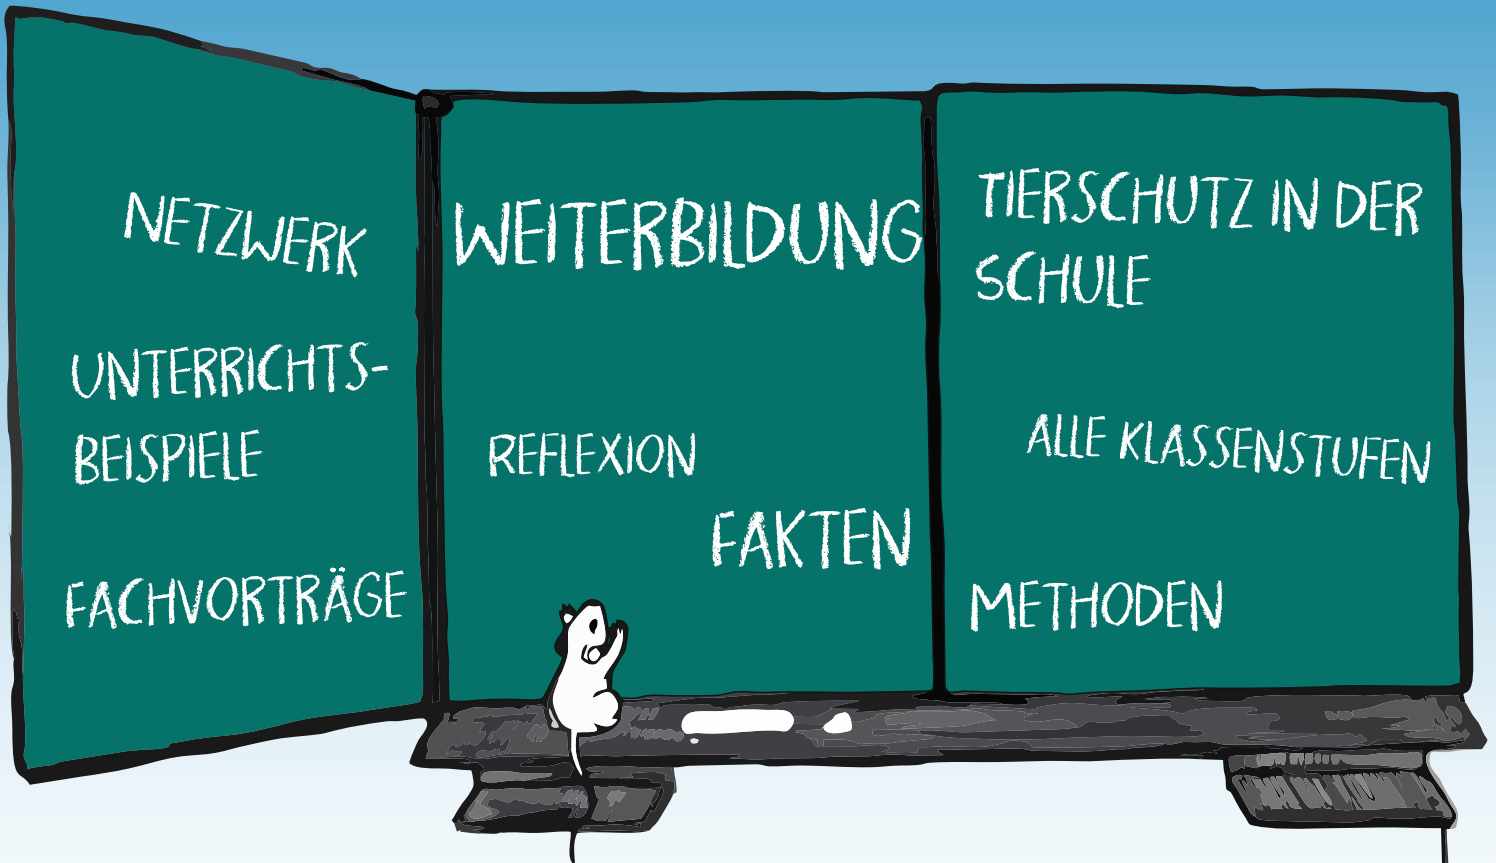 NETZWERK
UNTERRICHTS-
BEISPIELE
FACHVORTRÄGE
WEITERBILDUNG
REFLEXION
FAKTEN
TIERSCHUTZ IN DER
SCHULE
ALLE KLASSENSTUFEN
METHODEN